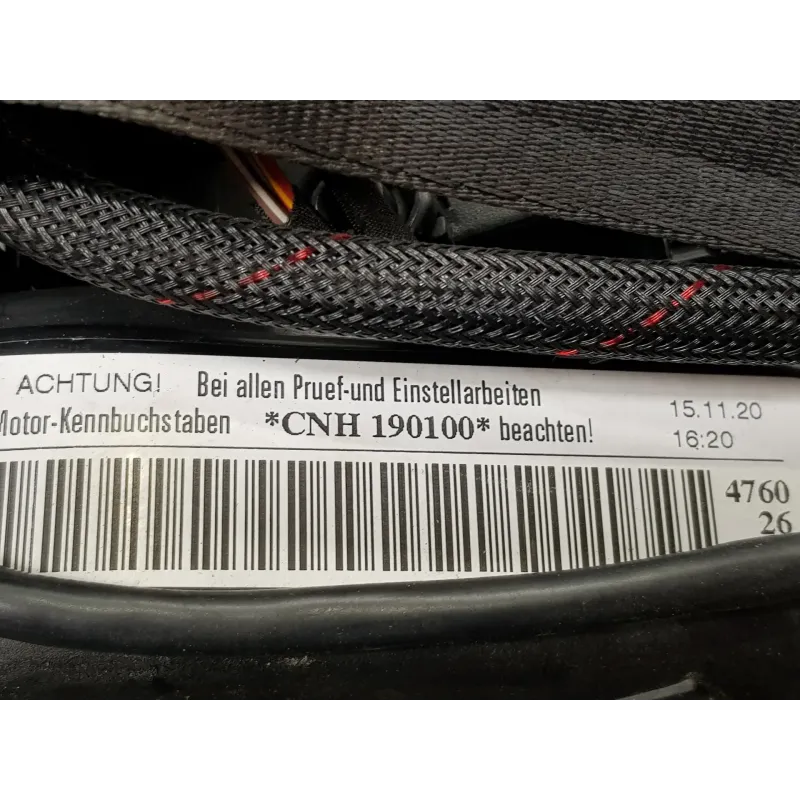 ACHTUNG! Bei allen Pruef-und Einstellarbeiten 15.11.20
Motor-Kennbuchstaben *CNH 190100* beachten! 16:20
4760
26